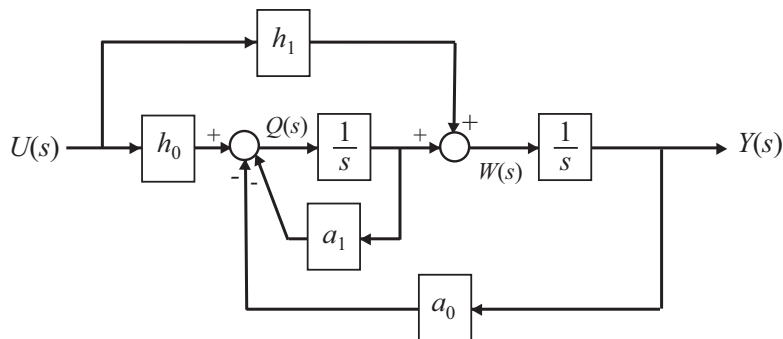 h₁
U(s)
h₀
+
Q(s)
1
s
+
+
W(s)
1
s
Y(s)
- -
a₁
a₀